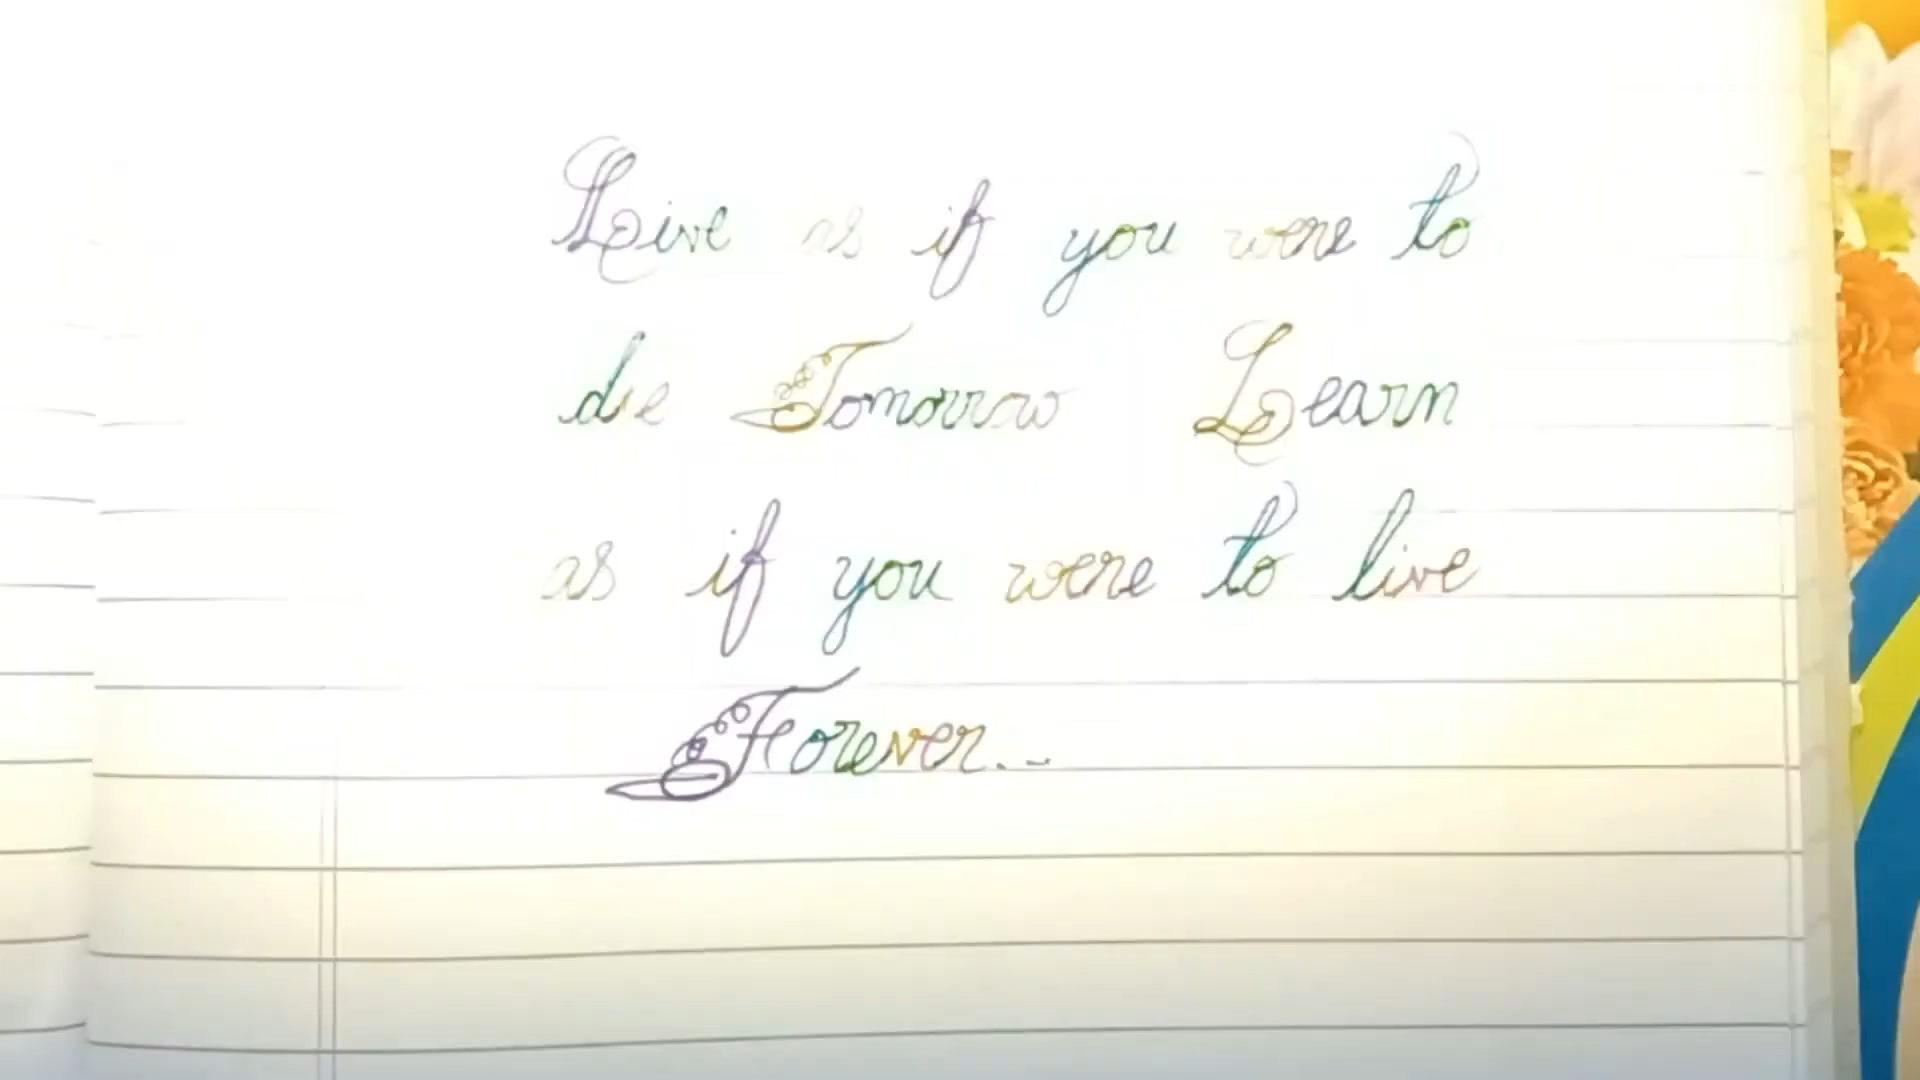 Live as if you were to
die Tomorrow Learn
as if you were to live
Forever...